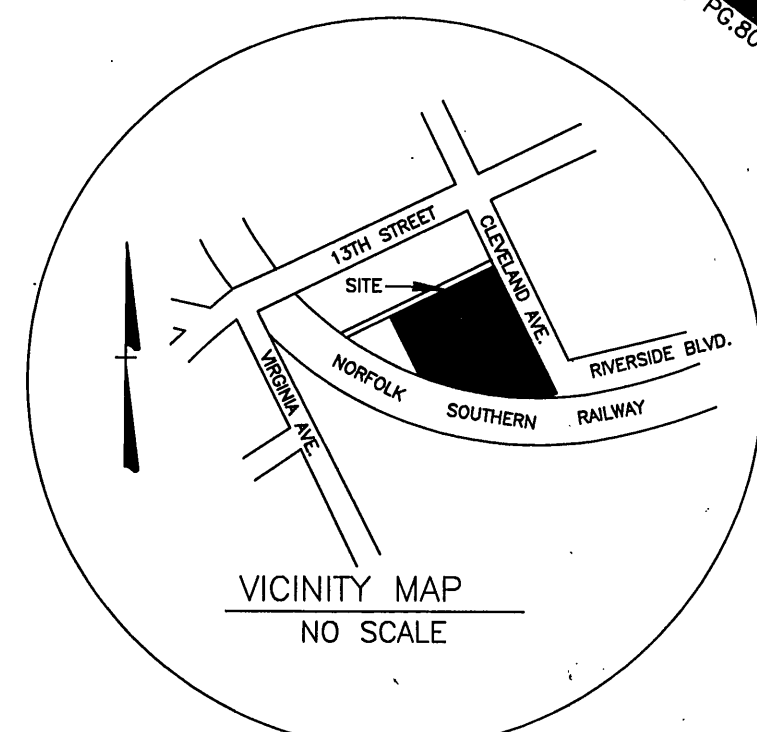 PG.80
13TH STREET
CLEVELAND AVE.
SITE
RIVERSIDE BLVD.
VIRGINIA AVE.
NORFOLK SOUTHERN RAILWAY
VICINITY MAP
NO SCALE